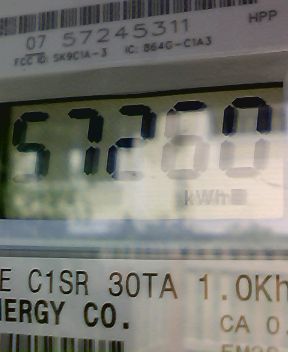 HPP
07 57245311
FCC ID: SK9C1A-3 IC: 864G-C1A3
57260
kWh
E C1SR 30TA 1.0Kh
ERGY CO.
CA 0.